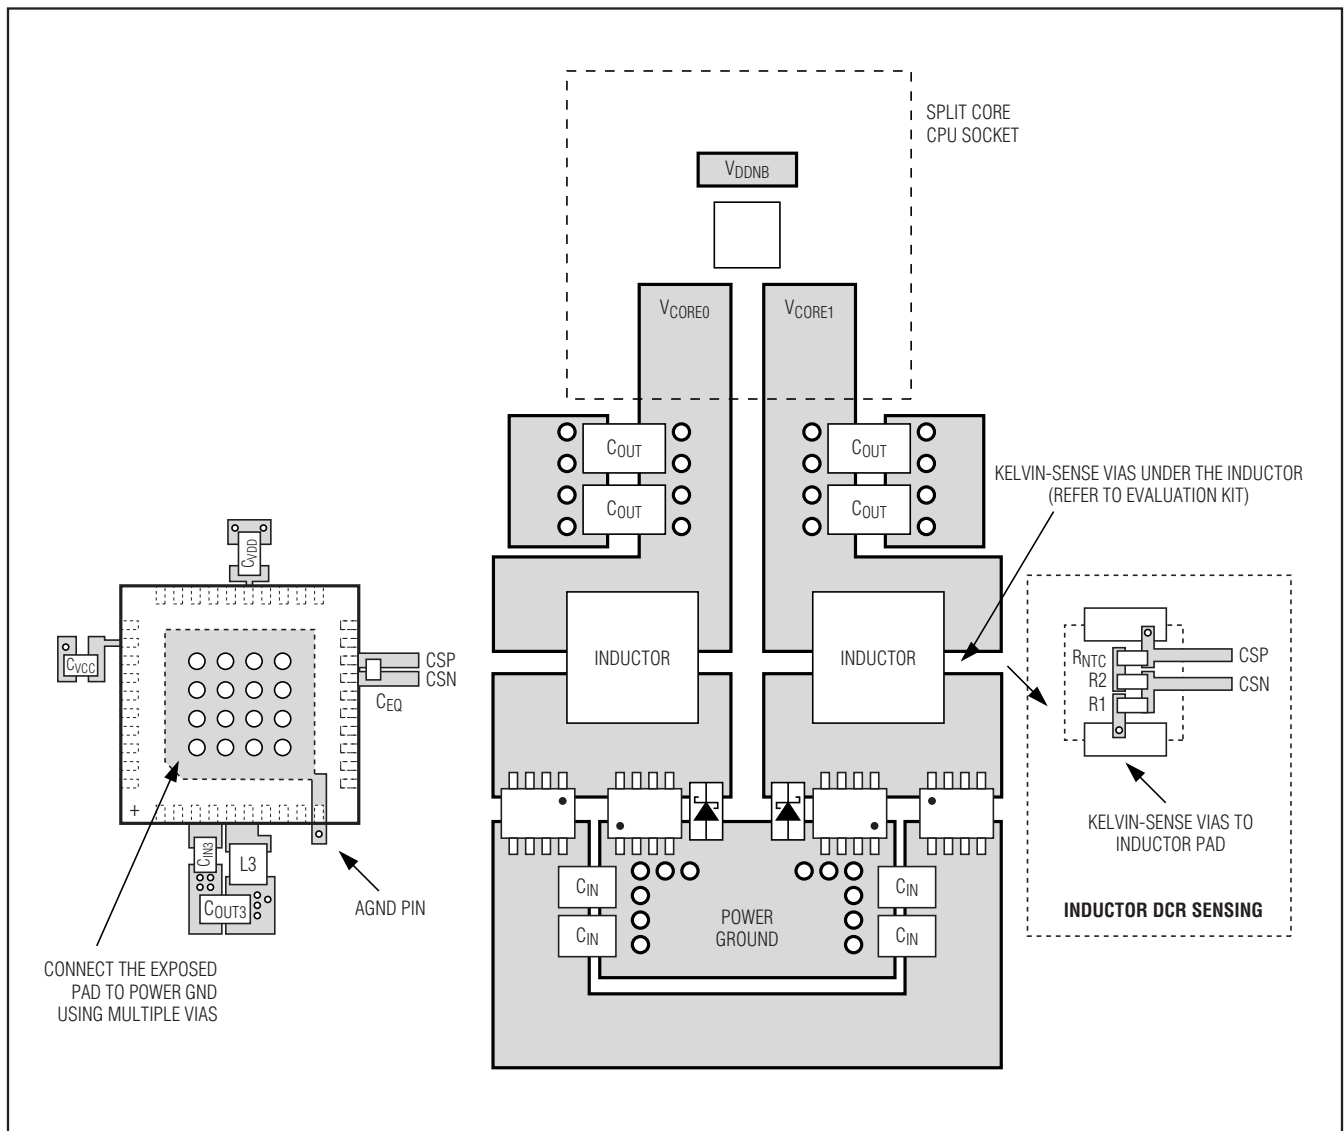 SPLIT CORE
CPU SOCKET
VDDNB
VCORE0
VCORE1
COUT
COUT
COUT
COUT
KELVIN-SENSE VIAS UNDER THE INDUCTOR
(REFER TO EVALUATION KIT)
CVDD
CVCC
CSP
CSN
CEQ
INDUCTOR
INDUCTOR
RNTC
R2
R1
CSP
CSN
KELVIN-SENSE VIAS TO
INDUCTOR PAD
INDUCTOR DCR SENSING
+
CIN3
L3
COUT3
AGND PIN
CIN
CIN
CIN
CIN
POWER
GROUND
CONNECT THE EXPOSED
PAD TO POWER GND
USING MULTIPLE VIAS